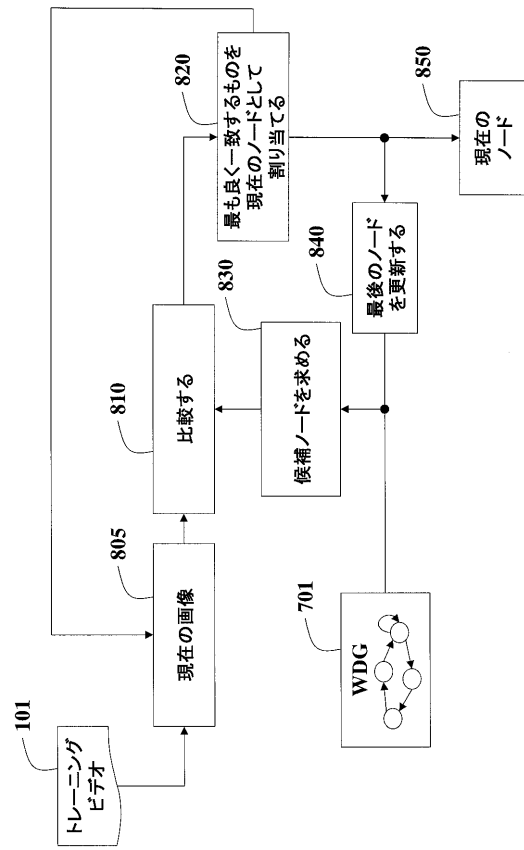 101
トレーニング
ビデオ
805
現在の画像
810
比較する
820
最も良く一致するものを
現在のノードとして
割り当てる
830
候補ノードを求める
840
最後のノード
を更新する
850
現在の
ノード
701
WDG